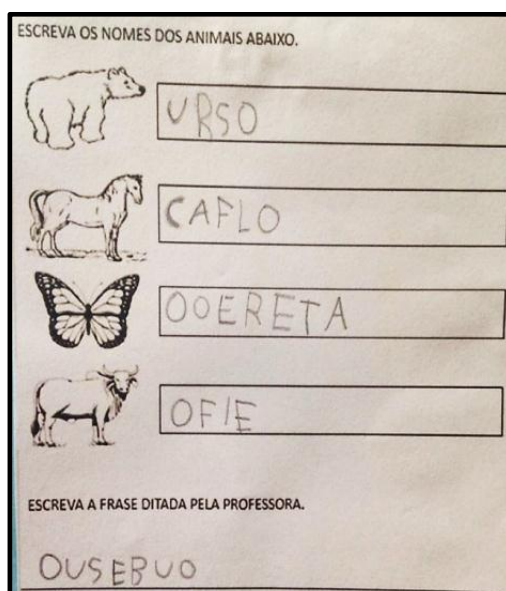 ESCREVA OS NOMES DOS ANIMAIS ABAIXO.
URSO
CAFLO
OOERETA
OFIE
ESCREVA A FRASE DITADA PELA PROFESSORA.
OUSEBUO